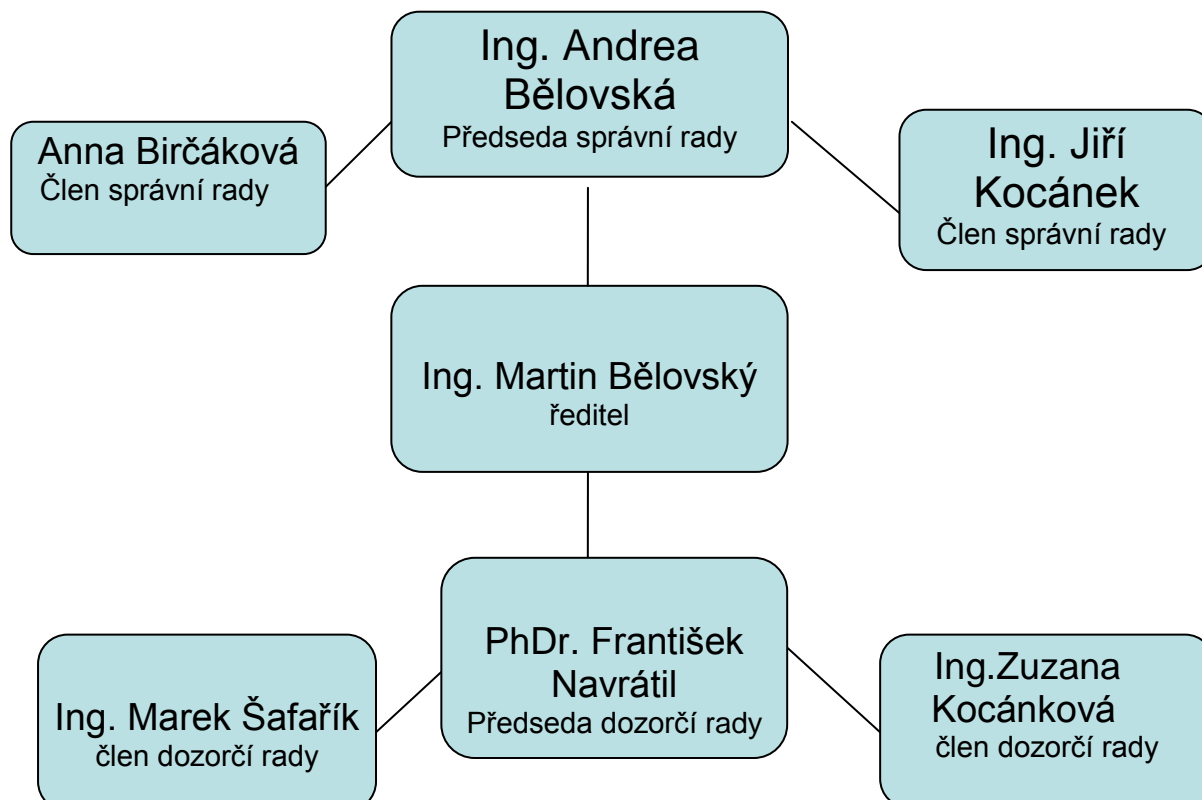 Ing. Andrea
Bělovská
Předseda správní rady
Anna Birčáková
Člen správní rady
Ing. Jiří
Kocánek
Člen správní rady
Ing. Martin Bělovský
ředitel
PhDr. František
Navrátil
Předseda dozorčí rady
Ing. Marek Šafařík
člen dozorčí rady
Ing.Zuzana
Kocánková
člen dozorčí rady